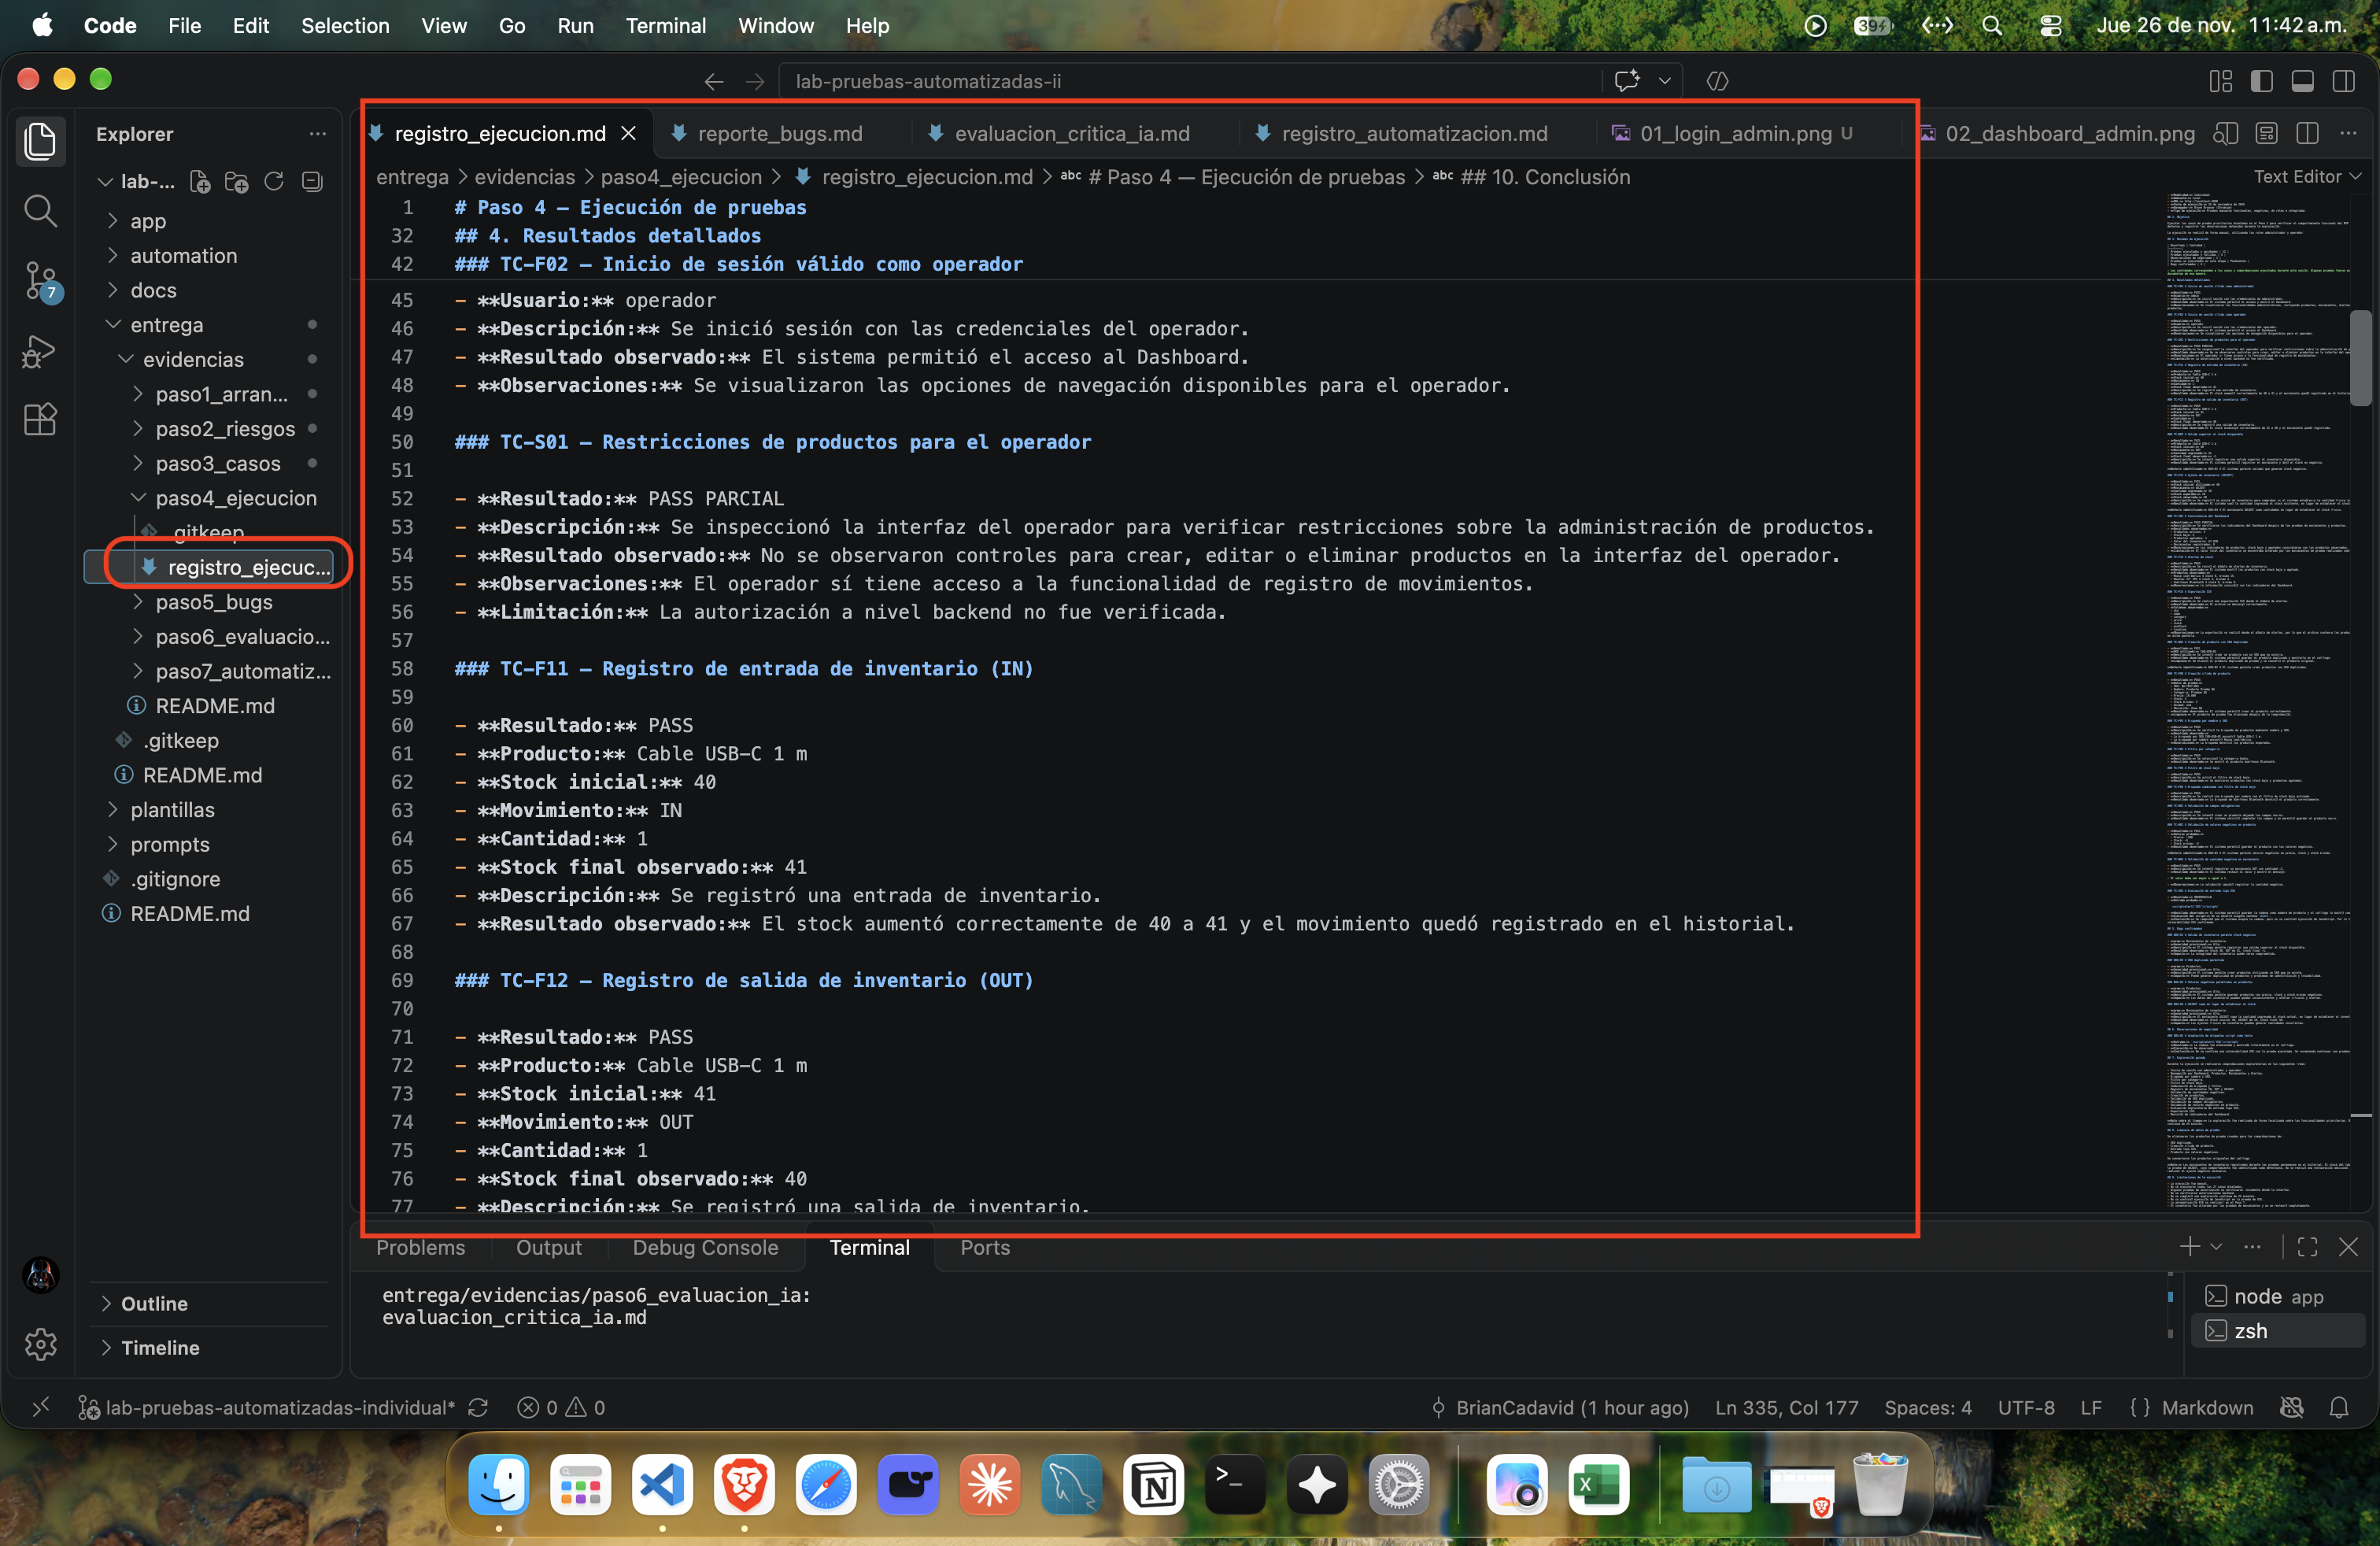 Code File Edit Selection View Go Run Terminal Window Help
39
Jue 26 de nov. 11:42 a.m.
lab-pruebas-automatizadas-ii
Explorer
lab-...
app
automation
docs
entrega
evidencias
paso1_arran...
paso2_riesgos
paso3_casos
paso4_ejecucion
.gitkeep
registro_ejecuc...
paso5_bugs
paso6_evaluacio...
paso7_automatiz...
README.md
.gitkeep
README.md
plantillas
prompts
.gitignore
README.md
7
Outline
Timeline
registro_ejecucion.md
reporte_bugs.md
evaluacion_critica_ia.md
registro_automatizacion.md
01_login_admin.png U
02_dashboard_admin.png
entrega > evidencias > paso4_ejecucion > registro_ejecucion.md > abc # Paso 4 — Ejecución de pruebas > abc ## 10. Conclusión
Text Editor
1 # Paso 4 — Ejecución de pruebas
32 ## 4. Resultados detallados
42 ### TC-F02 — Inicio de sesión válido como operador
45 - **Usuario:** operador
46 - **Descripción:** Se inició sesión con las credenciales del operador.
47 - **Resultado observado:** El sistema permitió el acceso al Dashboard.
48 - **Observaciones:** Se visualizaron las opciones de navegación disponibles para el operador.
49
50 ### TC-S01 — Restricciones de productos para el operador
51
52 - **Resultado:** PASS PARCIAL
53 - **Descripción:** Se inspeccionó la interfaz del operador para verificar restricciones sobre la administración de productos.
54 - **Resultado observado:** No se observaron controles para crear, editar o eliminar productos en la interfaz del operador.
55 - **Observaciones:** El operador sí tiene acceso a la funcionalidad de registro de movimientos.
56 - **Limitación:** La autorización a nivel backend no fue verificada.
57
58 ### TC-F11 — Registro de entrada de inventario (IN)
59
60 - **Resultado:** PASS
61 - **Producto:** Cable USB-C 1 m
62 - **Stock inicial:** 40
63 - **Movimiento:** IN
64 - **Cantidad:** 1
65 - **Stock final observado:** 41
66 - **Descripción:** Se registró una entrada de inventario.
67 - **Resultado observado:** El stock aumentó correctamente de 40 a 41 y el movimiento quedó registrado en el historial.
68
69 ### TC-F12 — Registro de salida de inventario (OUT)
70
71 - **Resultado:** PASS
72 - **Producto:** Cable USB-C 1 m
73 - **Stock inicial:** 41
74 - **Movimiento:** OUT
75 - **Cantidad:** 1
76 - **Stock final observado:** 40
77 - **Descripción:** Se registró una salida de inventario.
Problems Output Debug Console Terminal Ports
entrega/evidencias/paso6_evaluacion_ia:
evaluacion_critica_ia.md
node app
zsh
lab-pruebas-automatizadas-individual* 0 0
BrianCadavid (1 hour ago) Ln 335, Col 177 Spaces: 4 UTF-8 LF {} Markdown